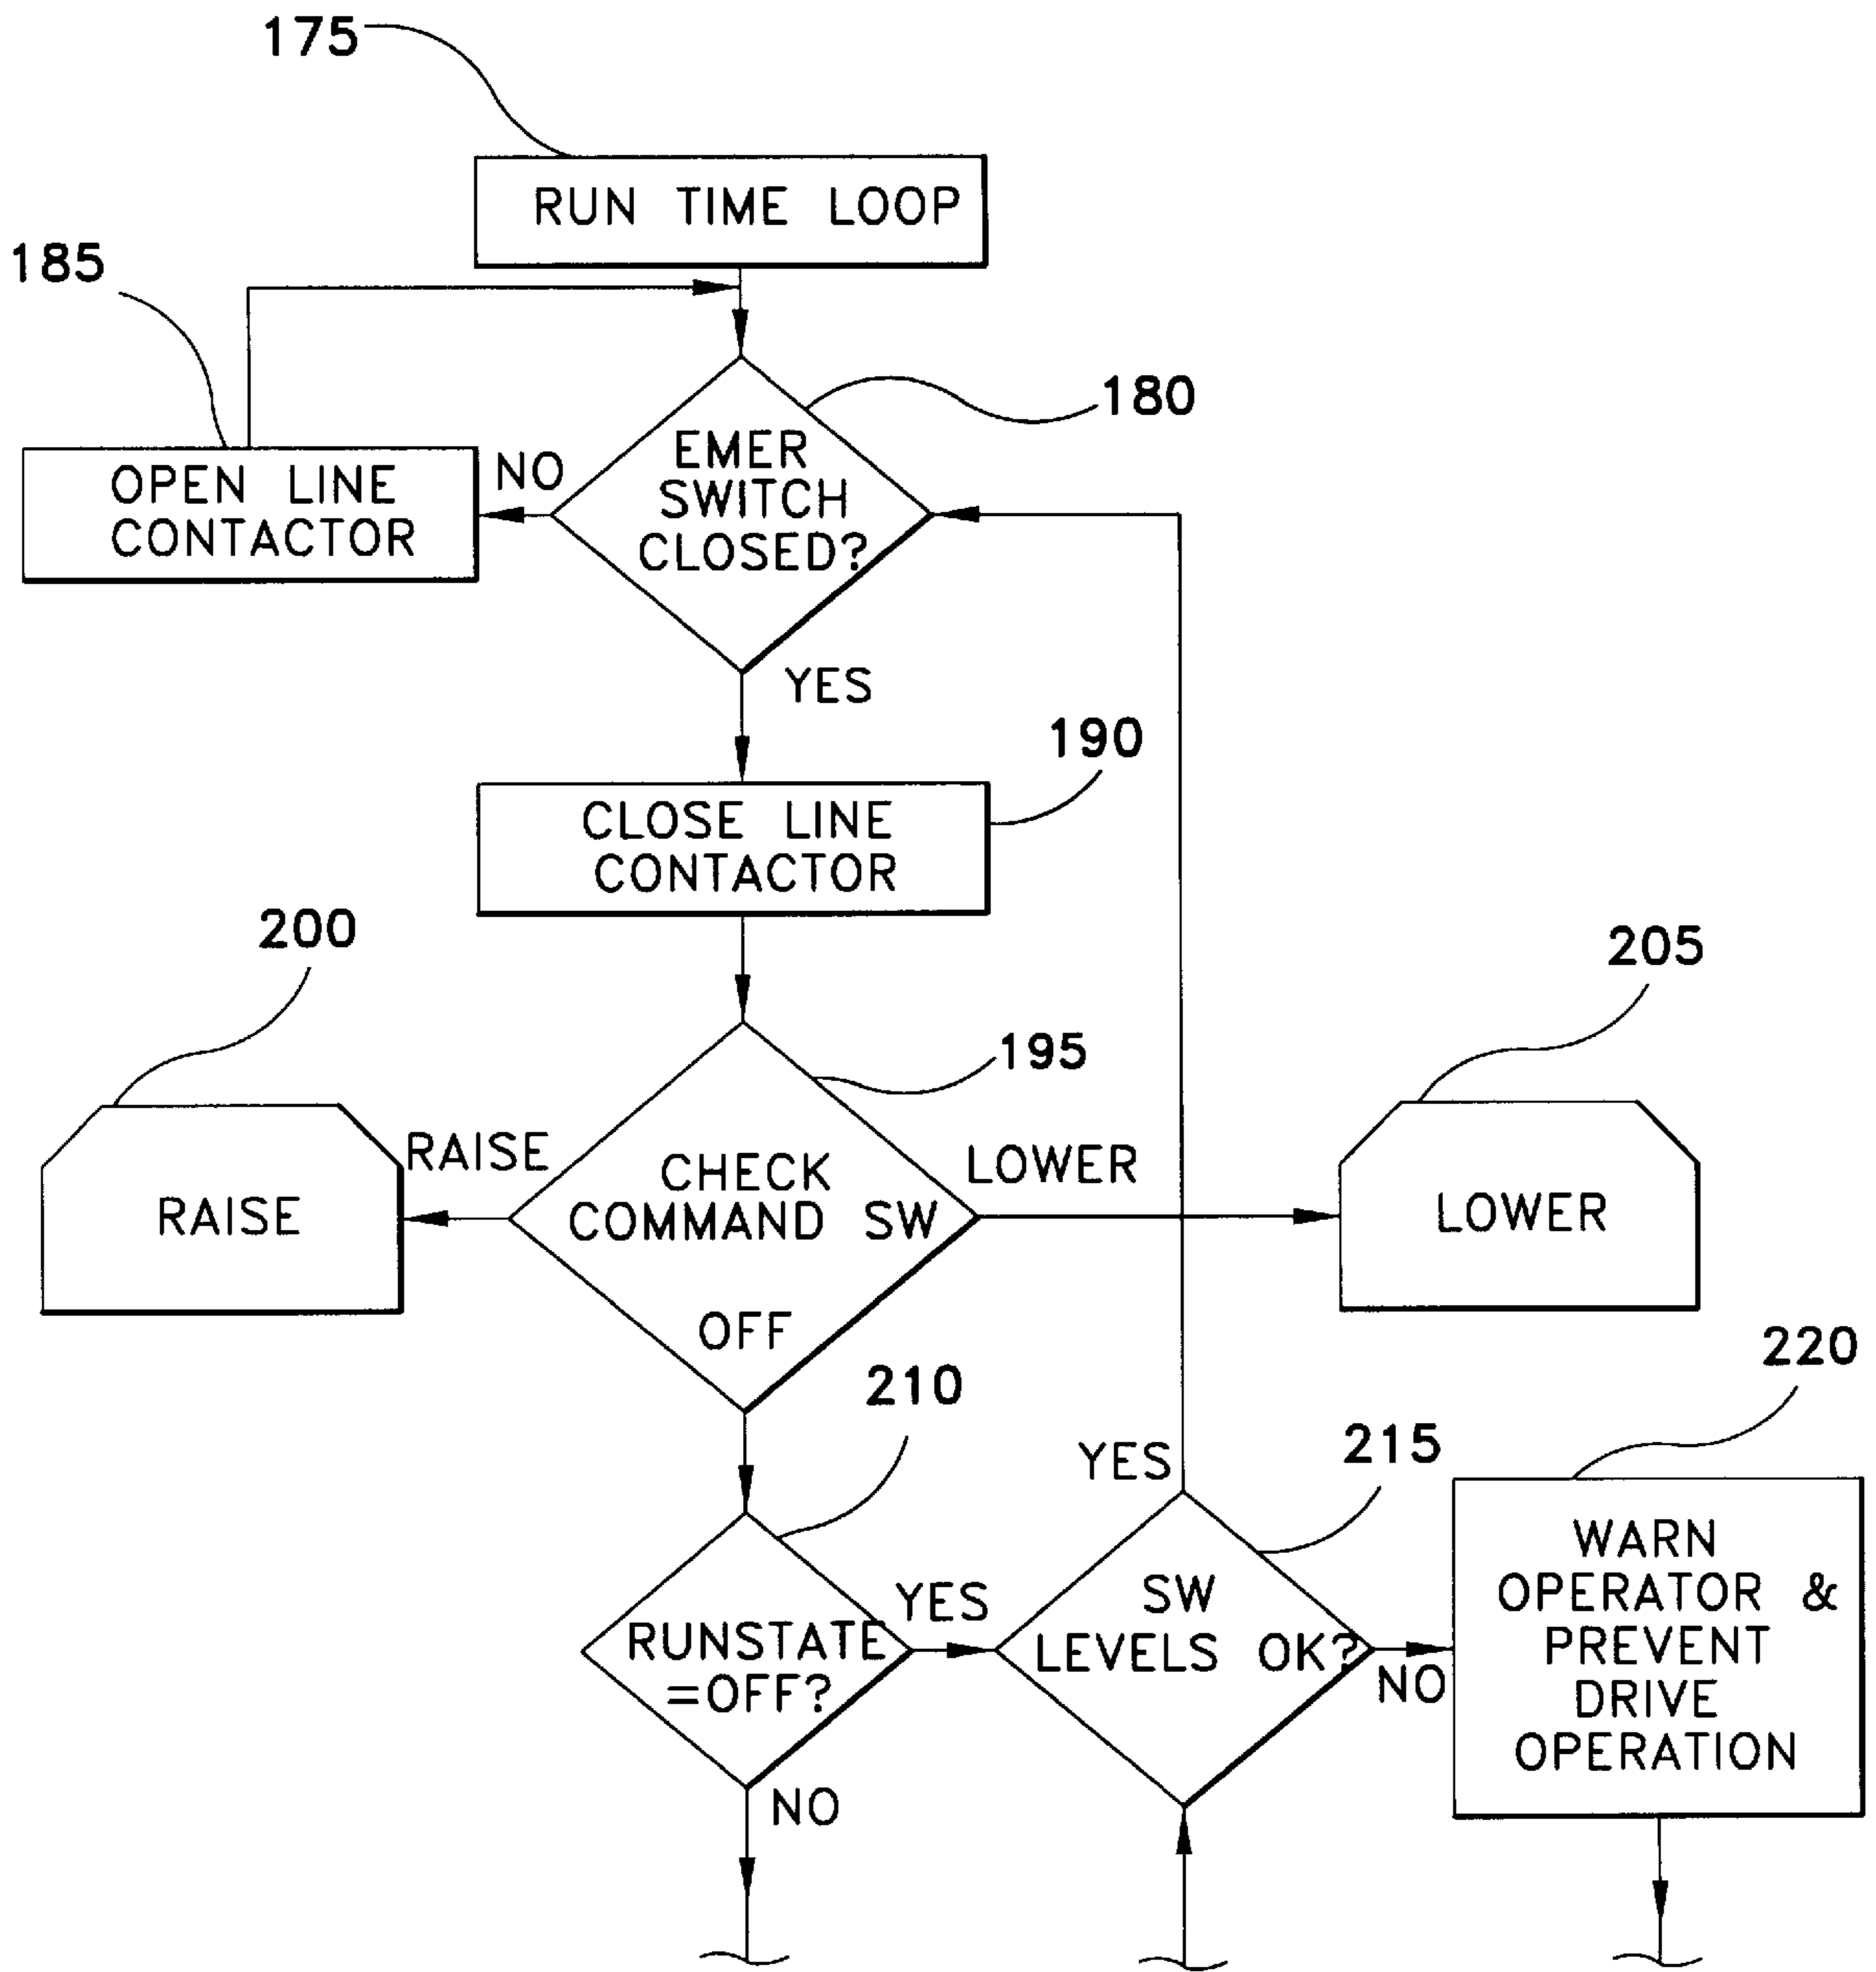 175
RUN TIME LOOP
185
180
EMER
SWITCH
CLOSED?
NO
OPEN LINE
CONTACTOR
YES
190
CLOSE LINE
CONTACTOR
200
205
195
RAISE
LOWER
CHECK
COMMAND SW
OFF
RAISE
LOWER
210
220
215
YES
YES
RUNSTATE
=OFF?
SW
LEVELS OK?
NO
WARN
OPERATOR &
PREVENT
DRIVE
OPERATION
NO